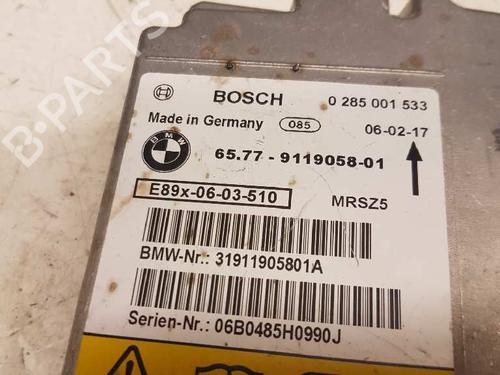 B-PARTS
BOSCH 0 285 001 533
Made in Germany 085 06-02-17
BMW 65.77 - 9119058-01
E89x-06-03-510 MRSZ5
BMW-Nr.: 31911905801A
Serien-Nr.: 06B0485H0990J